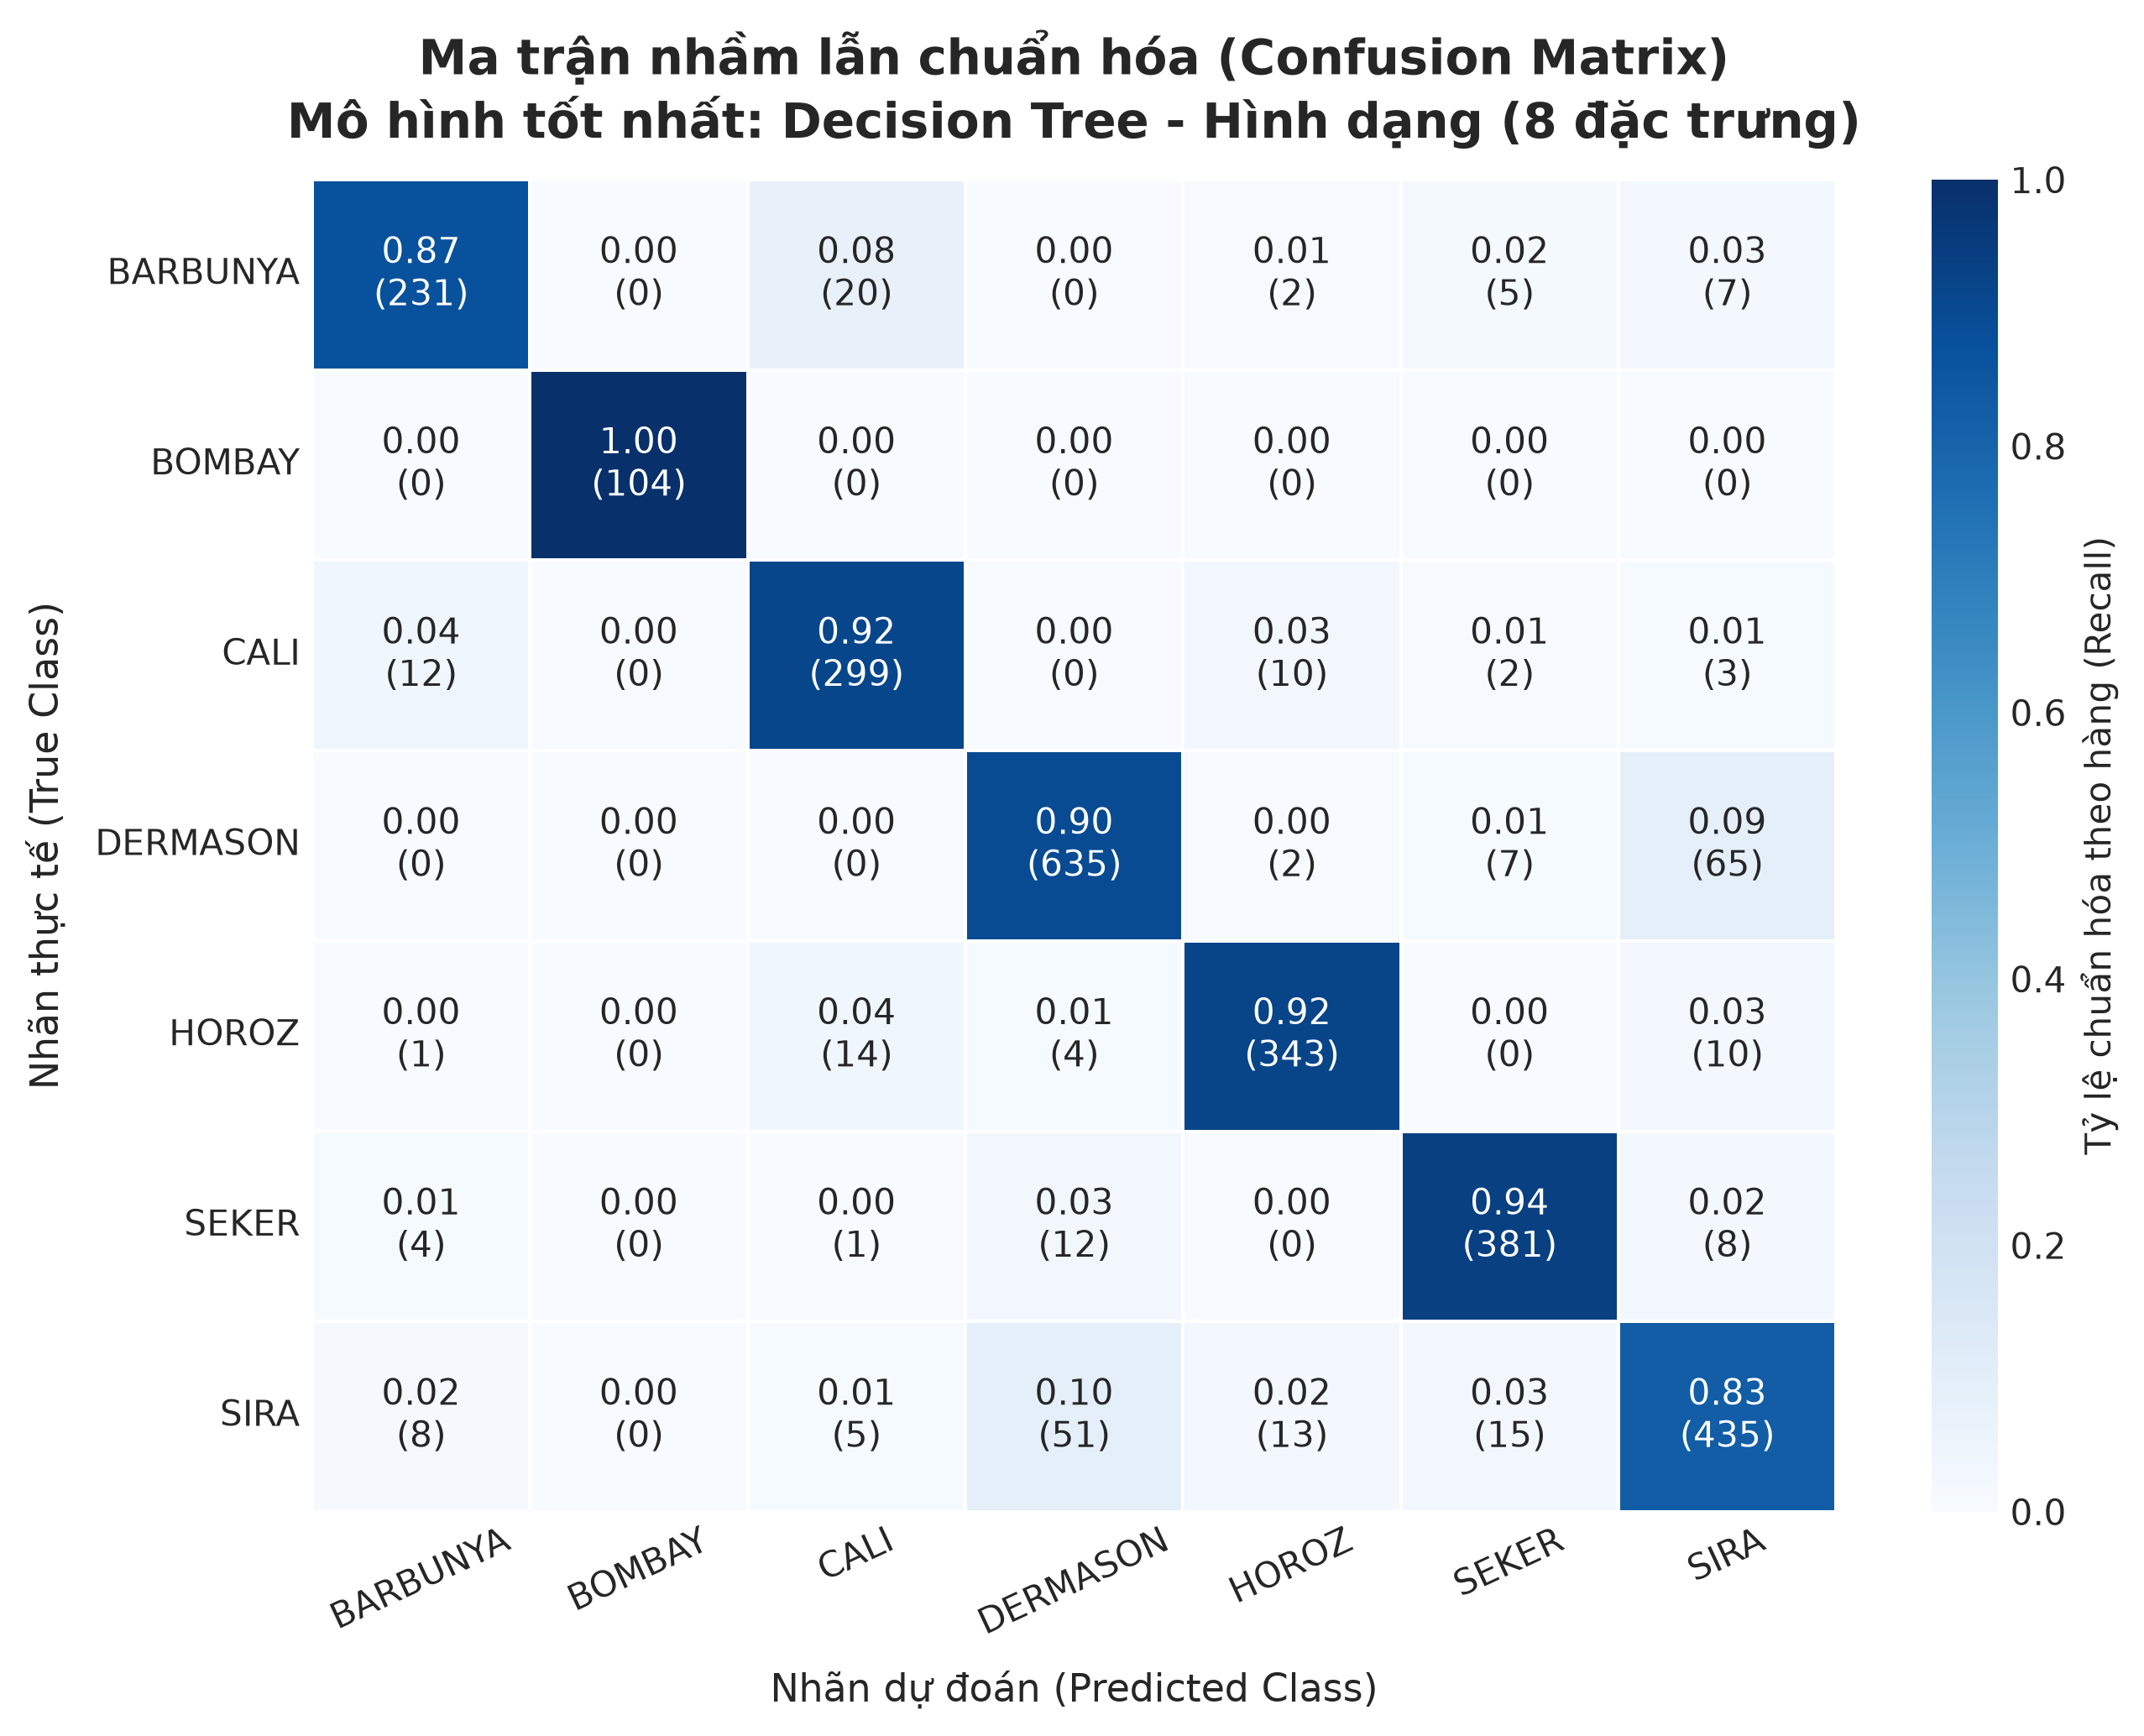 Ma trận nhầm lẫn chuẩn hóa (Confusion Matrix)
Mô hình tốt nhất: Decision Tree - Hình dạng (8 đặc trưng)
Nhãn thực tế (True Class)
BARBUNYA
0.87 0.00 0.08 0.00 0.01 0.02 0.03
(231) (0) (20) (0) (2) (5) (7)
BOMBAY
0.00 1.00 0.00 0.00 0.00 0.00 0.00
(0) (104) (0) (0) (0) (0) (0)
CALI
0.04 0.00 0.92 0.00 0.03 0.01 0.01
(12) (0) (299) (0) (10) (2) (3)
DERMASON
0.00 0.00 0.00 0.90 0.00 0.01 0.09
(0) (0) (0) (635) (2) (7) (65)
HOROZ
0.00 0.00 0.04 0.01 0.92 0.00 0.03
(1) (0) (14) (4) (343) (0) (10)
SEKER
0.01 0.00 0.00 0.03 0.00 0.94 0.02
(4) (0) (1) (12) (0) (381) (8)
SIRA
0.02 0.00 0.01 0.10 0.02 0.03 0.83
(8) (0) (5) (51) (13) (15) (435)
BARBUNYA BOMBAY CALI DERMASON HOROZ SEKER SIRA
Nhãn dự đoán (Predicted Class)
1.0
0.8
0.6
0.4
0.2
0.0
Tỷ lệ chuẩn hóa theo hàng (Recall)